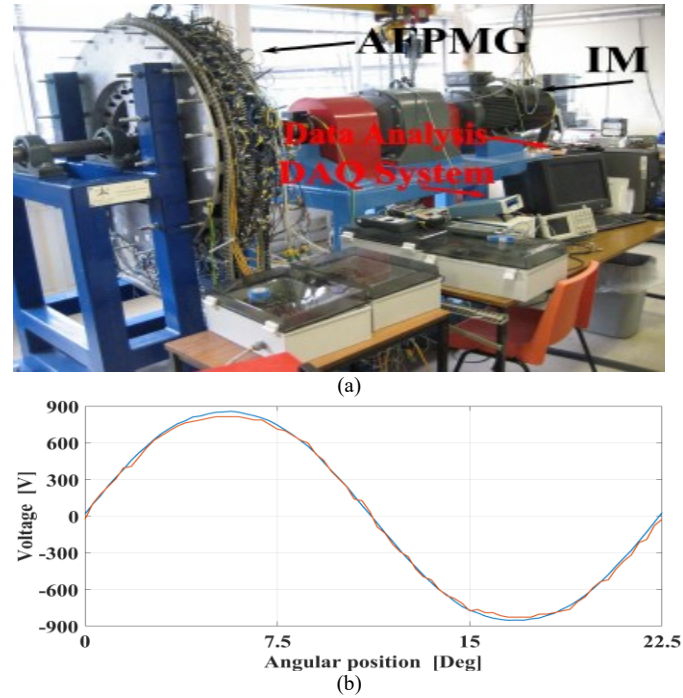 AFPMG
IM
Data Analysis
DAQ System
(a)
900
600
300
0
-300
-600
-900
Voltage [V]
0 7.5 15 22.5
Angular position [Deg]
(b)